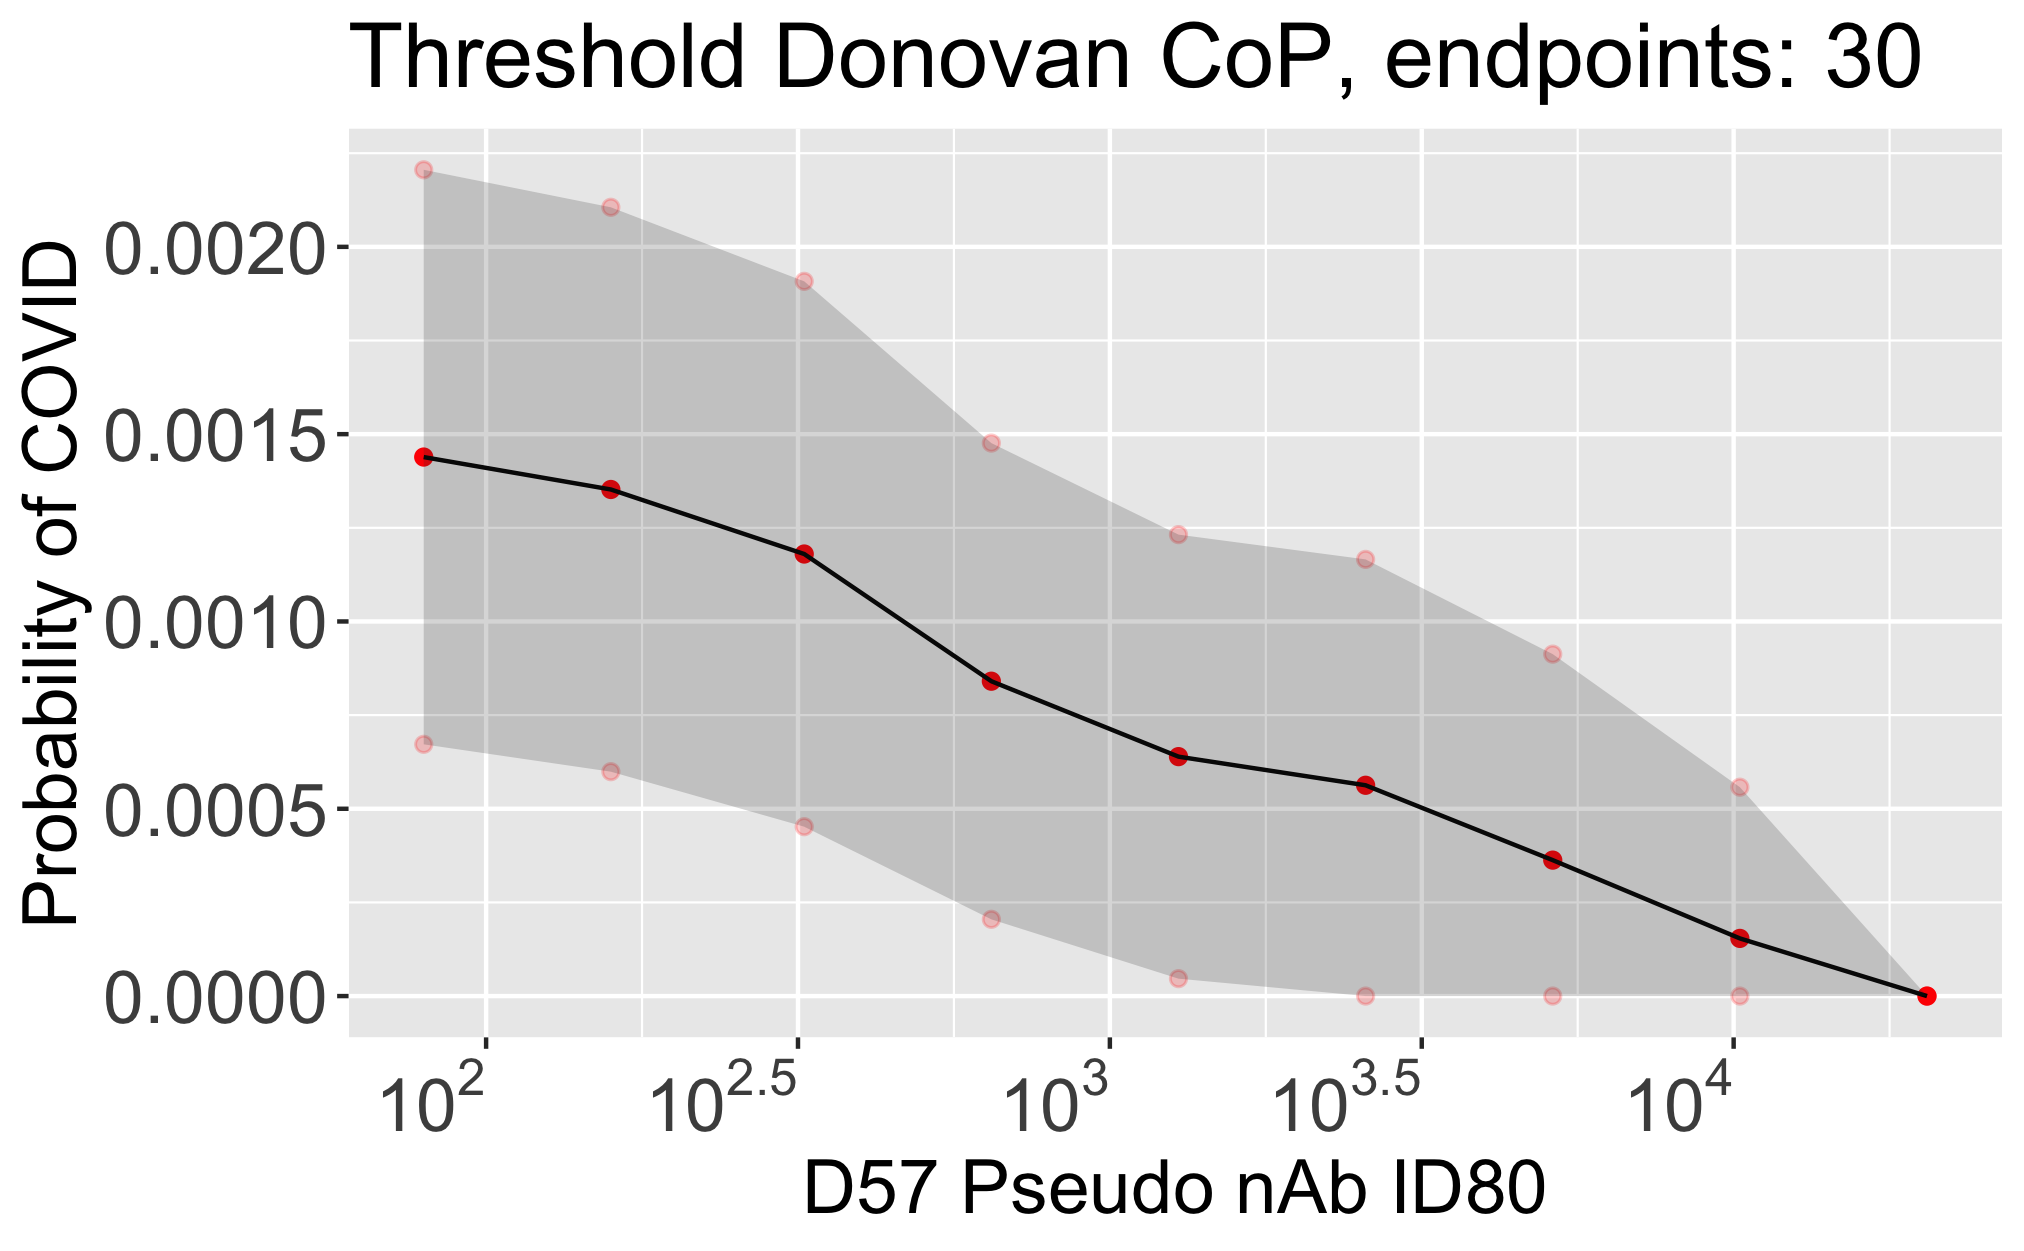 Threshold Donovan CoP, endpoints: 30
Probability of COVID
0.0020
0.0015
0.0010
0.0005
0.0000
10^2 10^2.5 10^3 10^3.5 10^4
D57 Pseudo nAb ID80